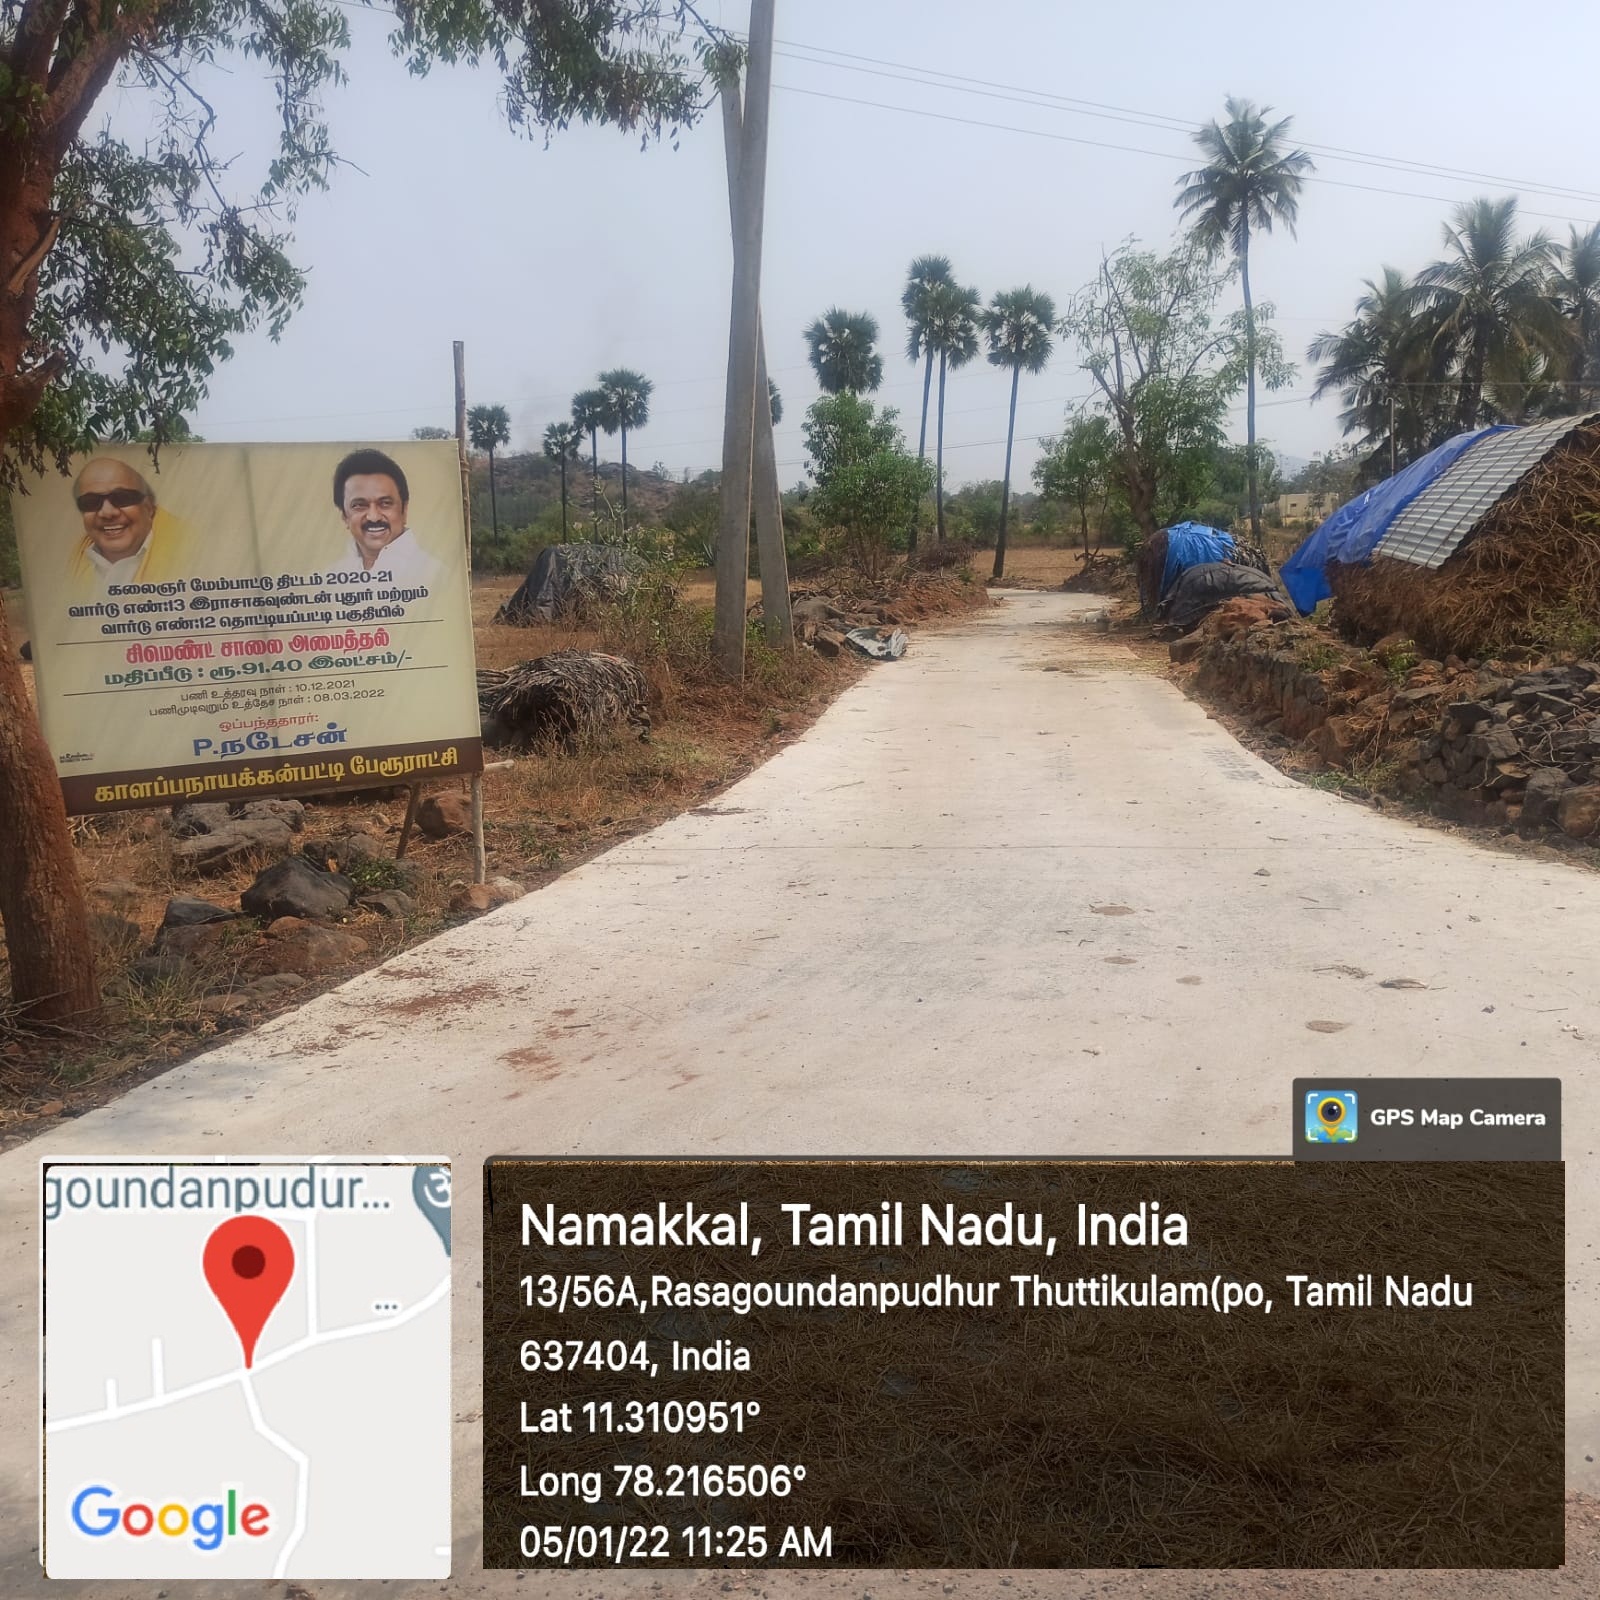 கலைஞர் மேம்பாட்டு திட்டம் 2020-21
வார்டு எண்:13 இராசாகவுண்டன் புதூர் மற்றும்
வார்டு எண்:12 தொட்டியப்பட்டி பகுதியில்
சிமெண்ட் சாலை அமைத்தல்
மதிப்பீடு : ரூ.91.40 இலட்சம்/-
பணி உத்தரவு நாள் : 10.12.2021
பணிமுடிவுறும் உத்தேச நாள் : 08.03.2022
ஒப்பந்ததாரர்:
P.நடேசன்
காளப்பநாயக்கன்பட்டி பேரூராட்சி
GPS Map Camera
goundanpudur...
...
Google
Namakkal, Tamil Nadu, India
13/56A,Rasagoundanpudhur Thuttikulam(po, Tamil Nadu
637404, India
Lat 11.310951°
Long 78.216506°
05/01/22 11:25 AM